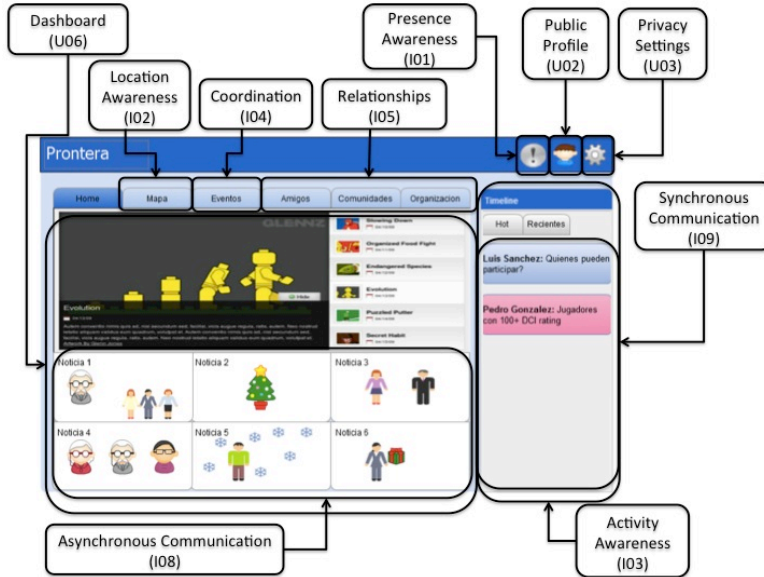 Dashboard
(U06)
Presence
Awareness
(I01)
Public
Profile
(U02)
Privacy
Settings
(U03)
Location
Awareness
(I02)
Coordination
(I04)
Relationships
(I05)
Prontera
Home
Mapa
Eventos
Amigos
Comunidades
Organizacion
Timeline
Hot
Recientes
Synchronous
Communication
(I09)
GLENNZ
Slowing Down
Organized Food Fight
Endangered Species
Evolution
Puzzled Putter
Secret Habit
Hide
Evolution
Luis Sanchez: Quienes pueden
participar?
Pedro Gonzalez: Jugadores
con 100+ DCI rating
Noticia 1
Noticia 2
Noticia 3
Noticia 4
Noticia 5
Noticia 6
Asynchronous Communication
(I08)
Activity
Awareness
(I03)